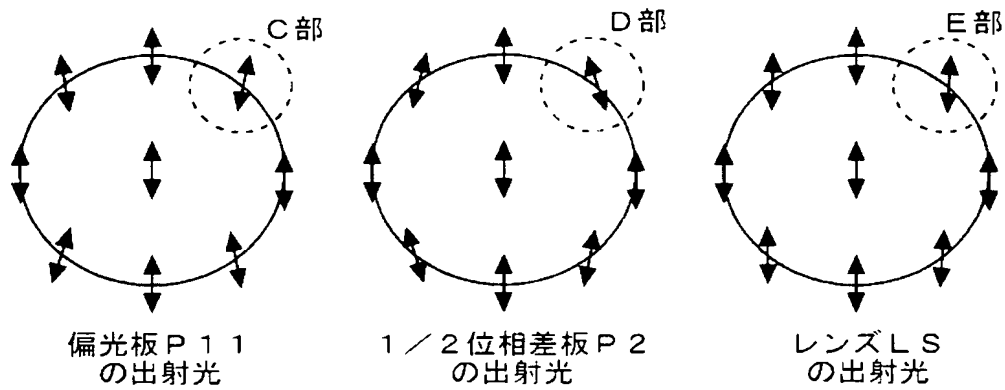 C部
D部
E部
偏光板P11
の出射光
1/2位相差板P2
の出射光
レンズLS
の出射光